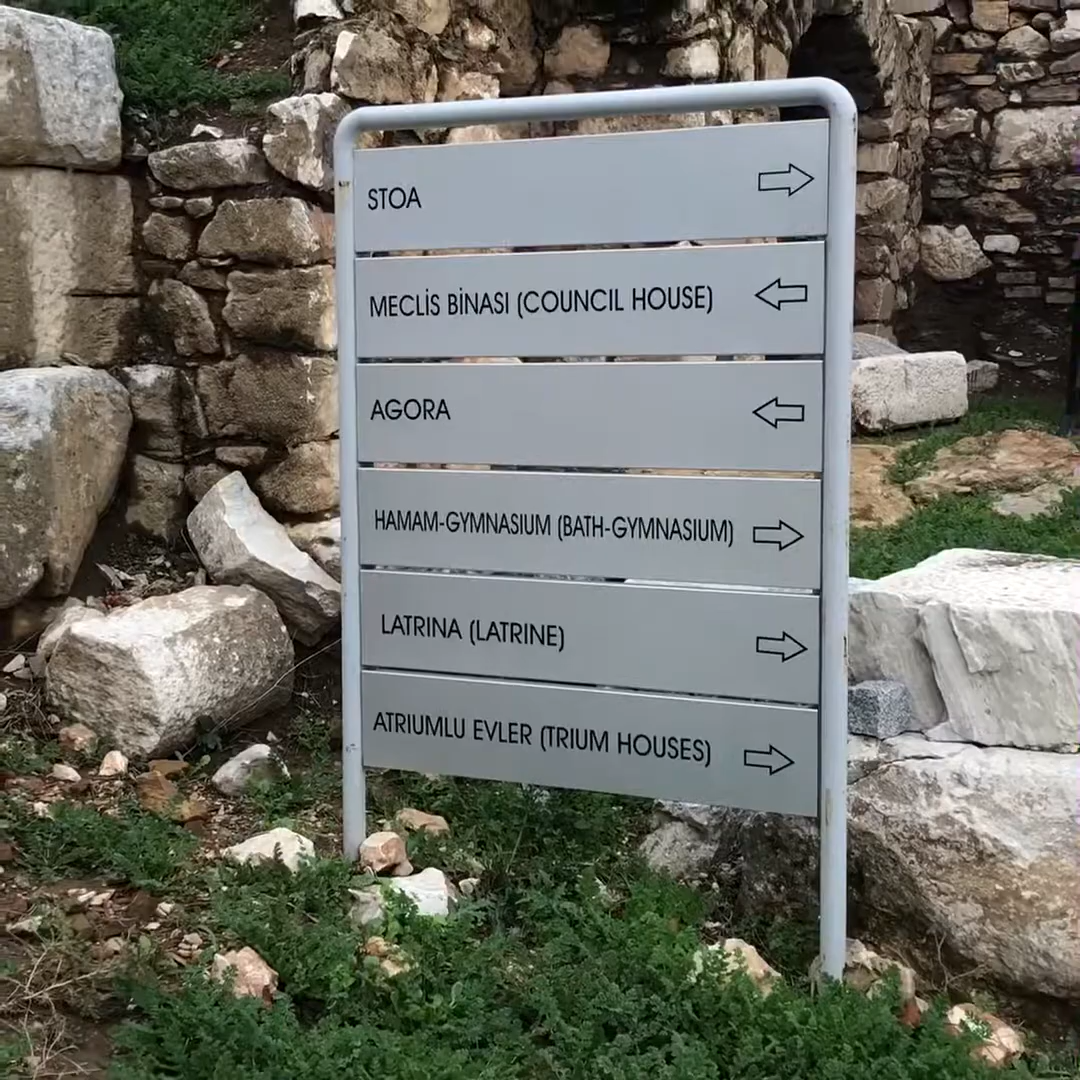 STOA
MECLİS BİNASI (COUNCIL HOUSE)
AGORA
HAMAM-GYMNASIUM (BATH-GYMNASIUM)
LATRINA (LATRINE)
ATRIUMLU EVLER (TRIUM HOUSES)